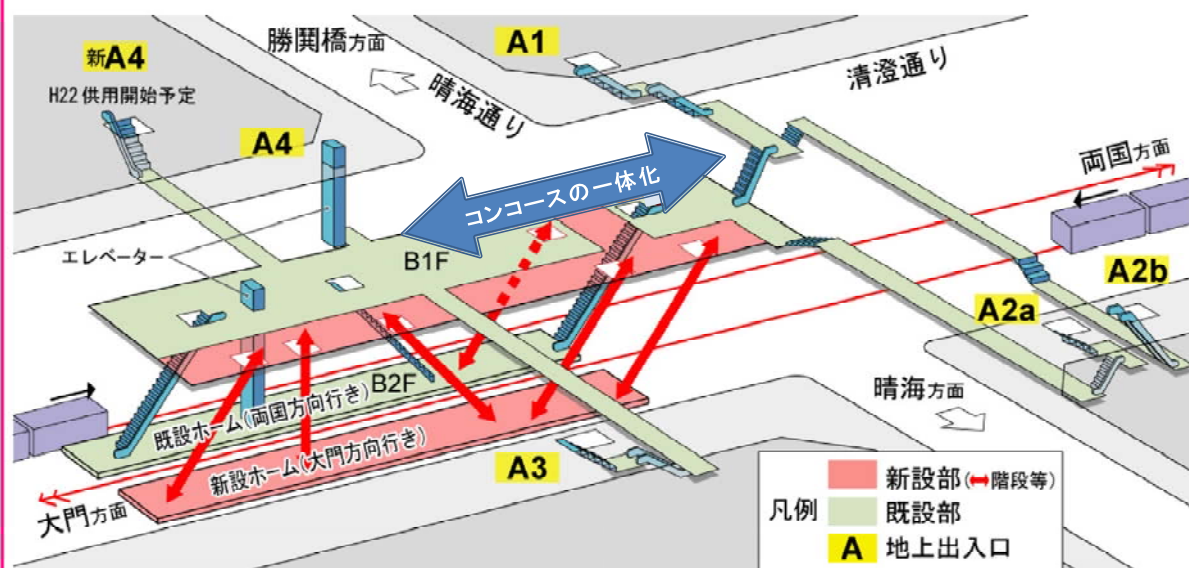 勝鬨橋方面
A1
新A4
H22供用開始予定
晴海通り
清澄通り
A4
両国方面
コンコースの一体化
エレベーター
B1F
A2b
A2a
B2F
既設ホーム(両国方向行き)
晴海方面
新設ホーム(大門方向行き)
A3
大門方面
凡例
新設部(階段等)
既設部
A 地上出入口